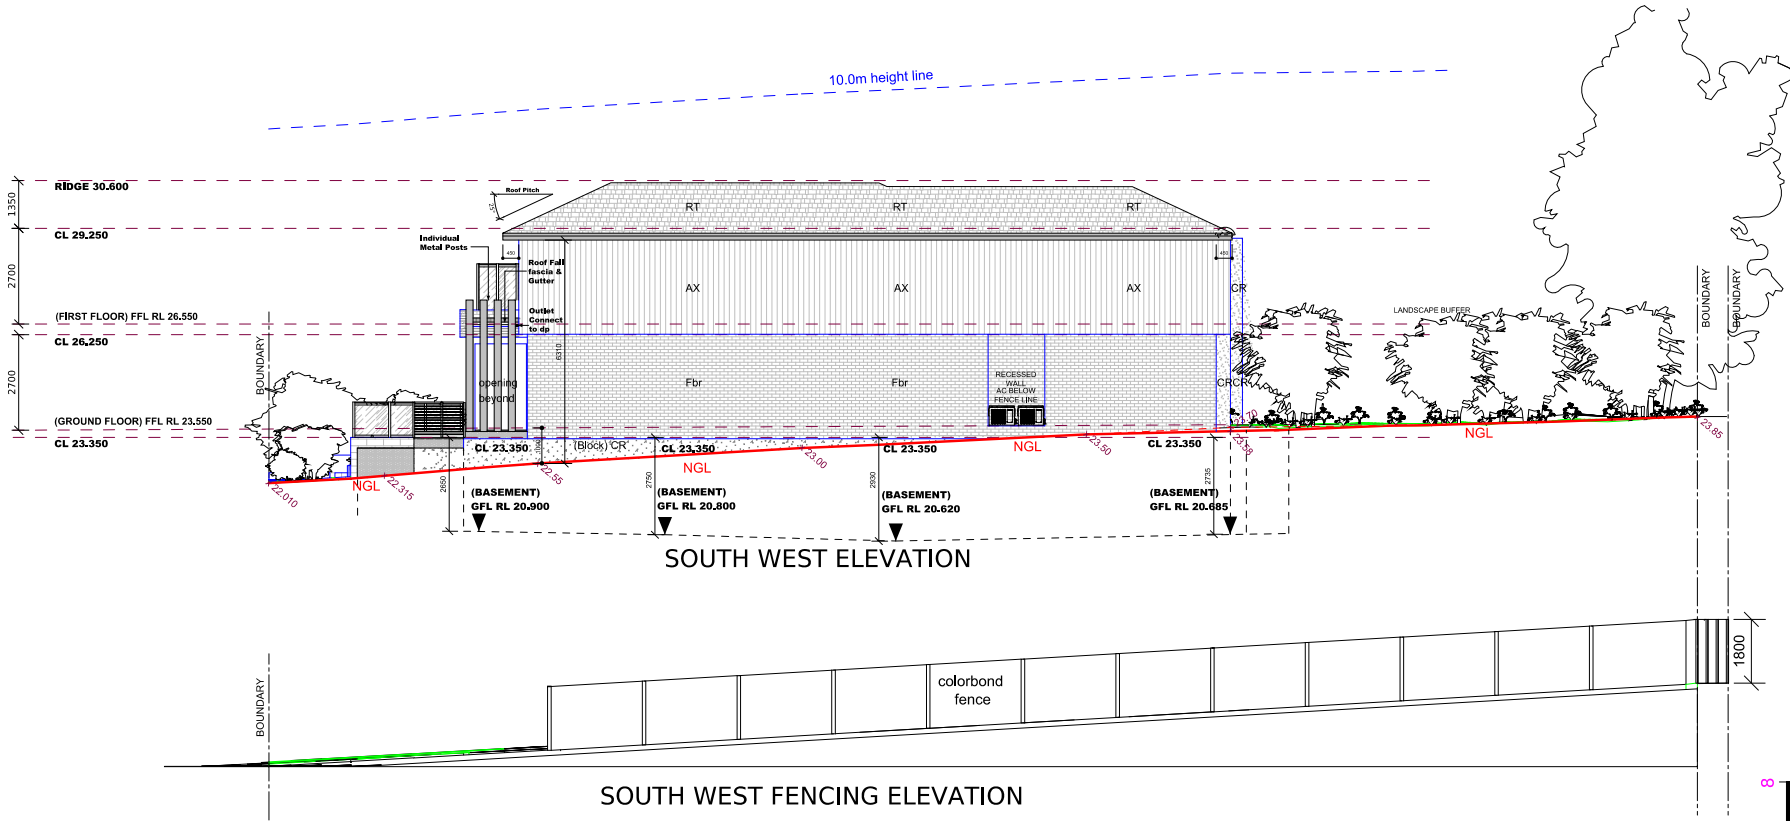 10.0m height line
RIDGE 30.600
1350
CL 29.250
2700
(FIRST FLOOR) FFL RL 26.550
CL 26.250
2700
(GROUND FLOOR) FFL RL 23.550
CL 23.350
Roof Pitch
Individual
Metal Posts
450
450
Roof Fall
fascia &
Gutter
Outlet
Connect
to dp
RT
RT
RT
AX
AX
AX
CR
6310
Fbr
Fbr
opening
beyond
RECESSED
WALL
AC BELOW
FENCE LINE
CR
CR
LANDSCAPE BUFFER
BOUNDARY
BOUNDARY
BOUNDARY
CL 23.350
(Block) CR
CL 23.350
CL 23.350
CL 23.350
NGL
NGL
NGL
NGL
22.010
22.315
22.55
23.00
23.50
23.58
23.85
2650
2750
2930
2735
(BASEMENT)
GFL RL 20.900
(BASEMENT)
GFL RL 20.800
(BASEMENT)
GFL RL 20.620
(BASEMENT)
GFL RL 20.685
SOUTH WEST ELEVATION
BOUNDARY
colorbond
fence
1800
SOUTH WEST FENCING ELEVATION
8